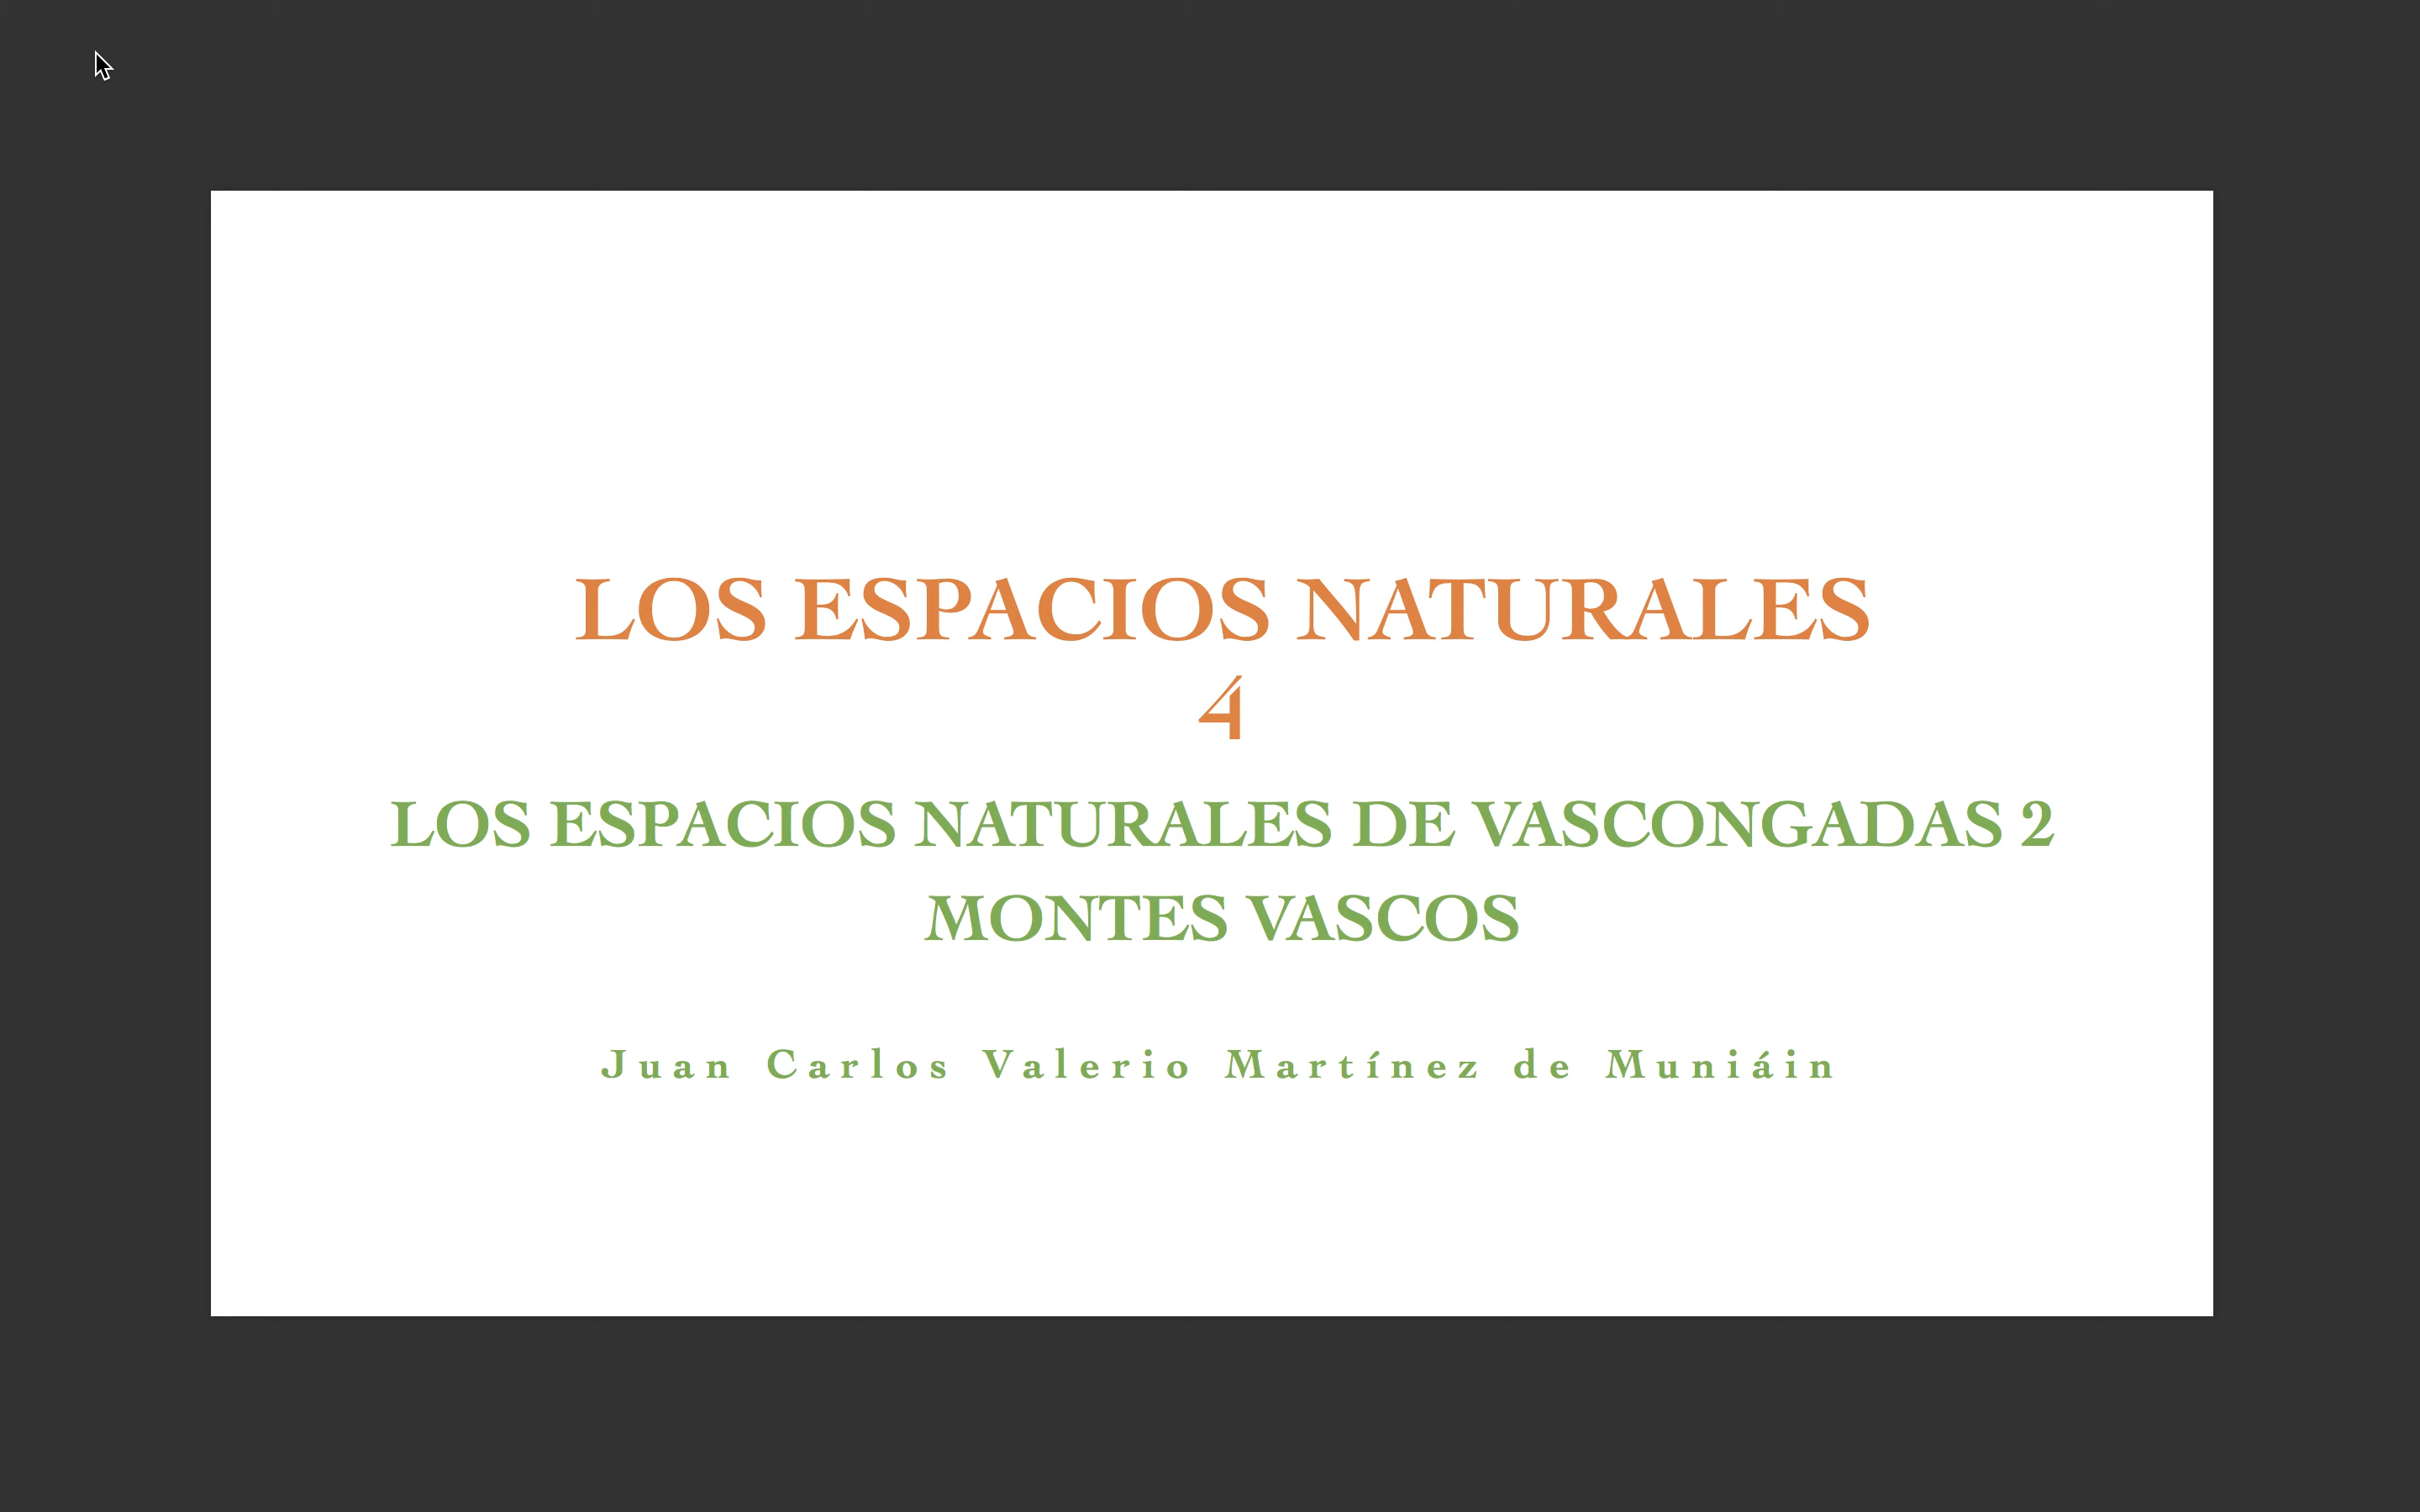 LOS ESPACIOS NATURALES
4
LOS ESPACIOS NATURALES DE VASCONGADAS 2
MONTES VASCOS
Juan Carlos Valerio Martínez de Muniáin